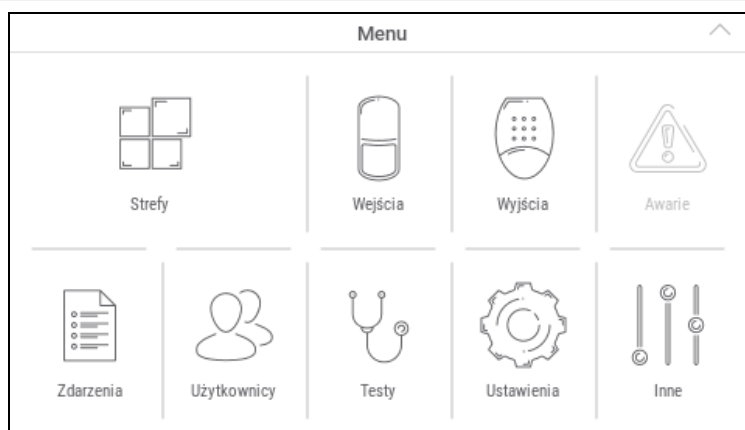 Menu
Strefy
Wejścia
Wyjścia
Awarie
Zdarzenia
Użytkownicy
Testy
Ustawienia
Inne